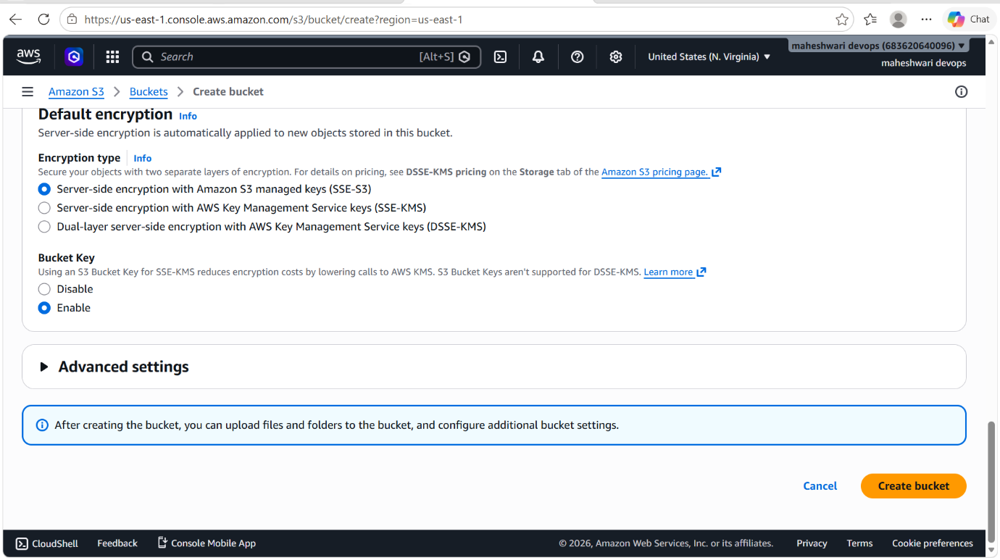 https://us-east-1.console.aws.amazon.com/s3/bucket/create?region=us-east-1
Chat
aws
Search [Alt+S]
United States (N. Virginia) ▼
maheshwari devops (683620640096) ▼
maheshwari devops
Amazon S3 > Buckets > Create bucket
Default encryption Info
Server-side encryption is automatically applied to new objects stored in this bucket.
Encryption type Info
Secure your objects with two separate layers of encryption. For details on pricing, see DSSE-KMS pricing on the Storage tab of the Amazon S3 pricing page.
Server-side encryption with Amazon S3 managed keys (SSE-S3)
Server-side encryption with AWS Key Management Service keys (SSE-KMS)
Dual-layer server-side encryption with AWS Key Management Service keys (DSSE-KMS)
Bucket Key
Using an S3 Bucket Key for SSE-KMS reduces encryption costs by lowering calls to AWS KMS. S3 Bucket Keys aren't supported for DSSE-KMS. Learn more
Disable
Enable
Advanced settings
After creating the bucket, you can upload files and folders to the bucket, and configure additional bucket settings.
Cancel
Create bucket
CloudShell Feedback Console Mobile App © 2026, Amazon Web Services, Inc. or its affiliates. Privacy Terms Cookie preferences